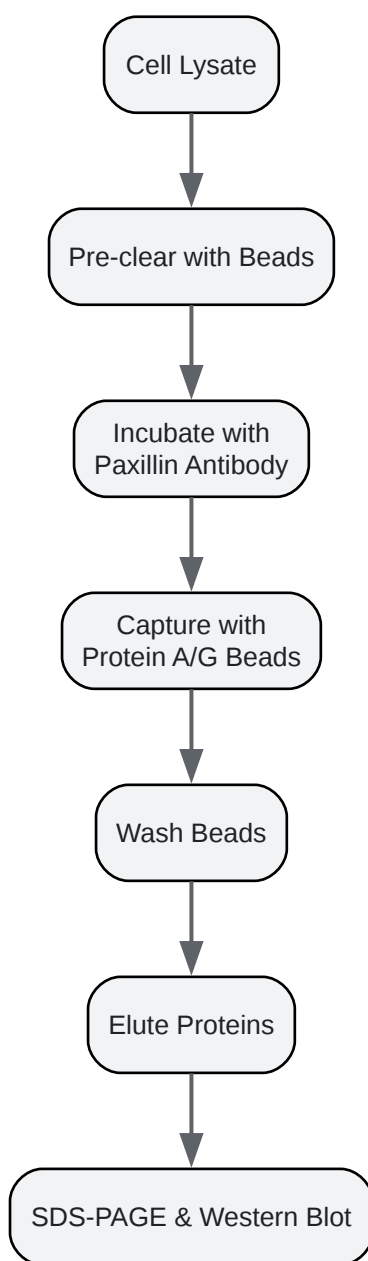 Cell Lysate
Pre-clear with Beads
Incubate with
Paxillin Antibody
Capture with
Protein A/G Beads
Wash Beads
Elute Proteins
SDS-PAGE & Western Blot